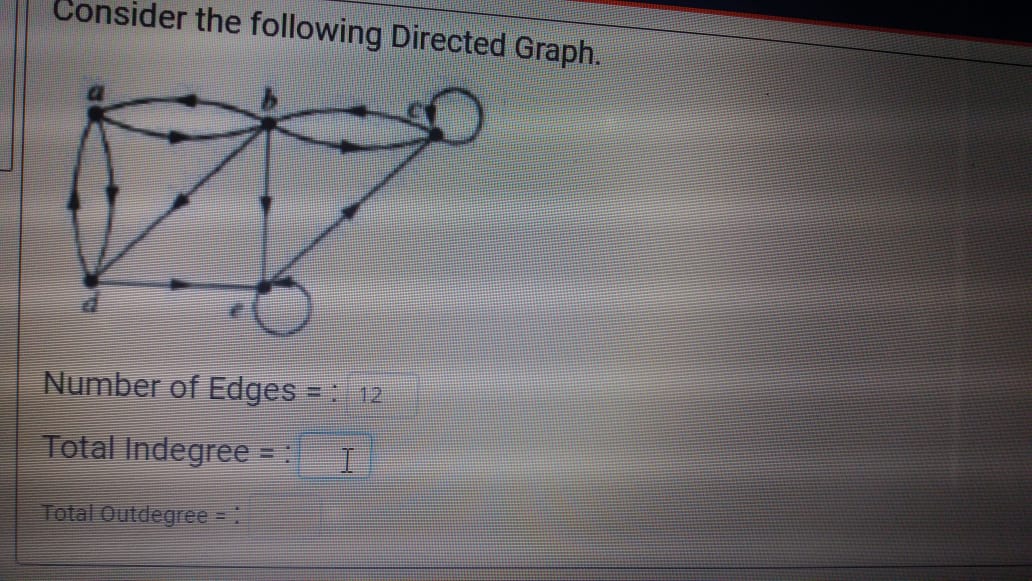 Consider the following Directed Graph.
a
b
c
d
e
Number of Edges = : 12
Total Indegree = :
Total Outdegree = :